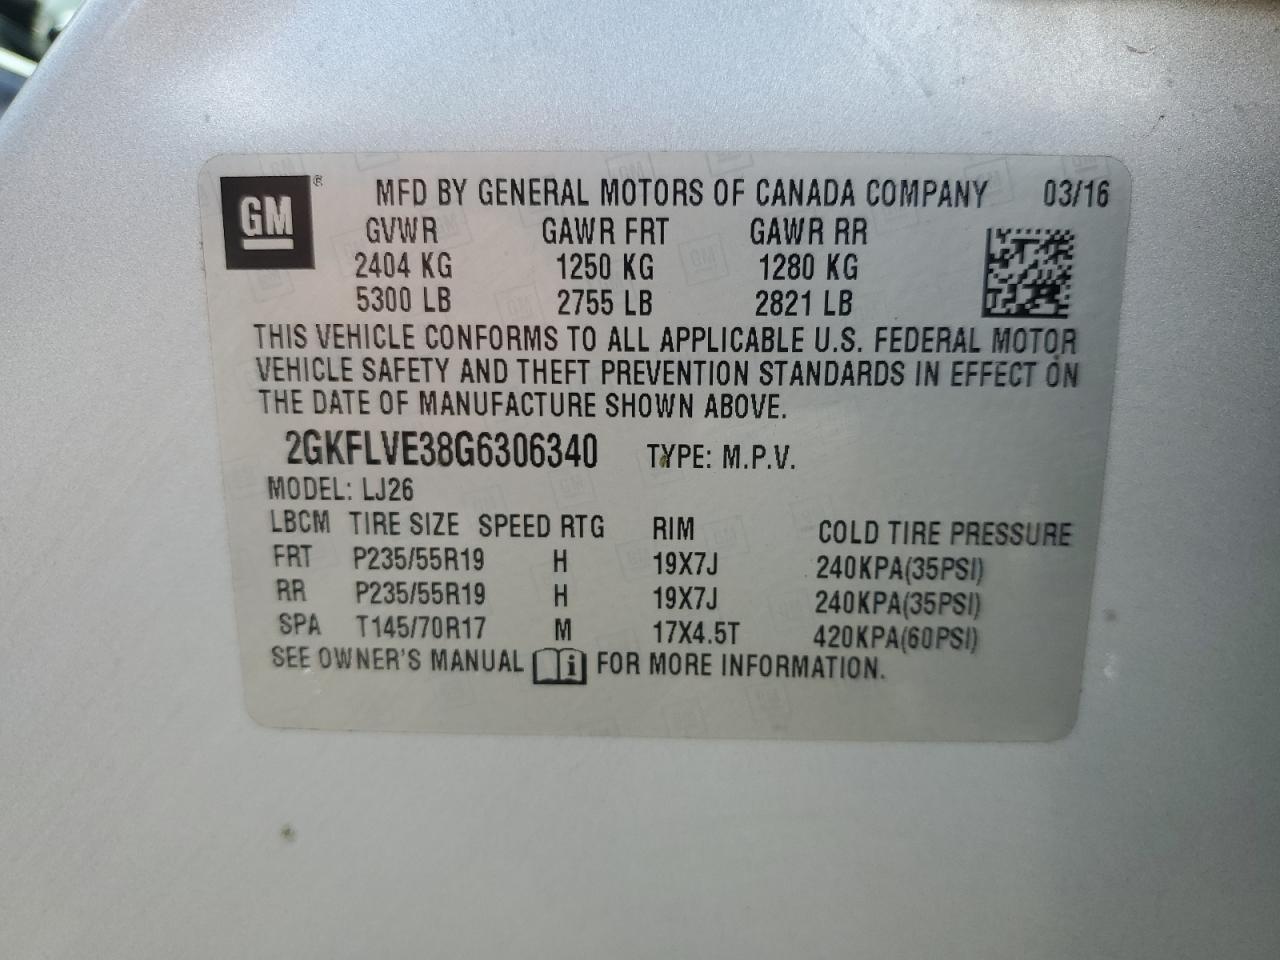 GM ® MFD BY GENERAL MOTORS OF CANADA COMPANY 03/16
GVWR GAWR FRT GAWR RR
2404 KG 1250 KG 1280 KG
5300 LB 2755 LB 2821 LB
THIS VEHICLE CONFORMS TO ALL APPLICABLE U.S. FEDERAL MOTOR
VEHICLE SAFETY AND THEFT PREVENTION STANDARDS IN EFFECT ON
THE DATE OF MANUFACTURE SHOWN ABOVE.
2GKFLVE38G6306340 TYPE: M.P.V.
MODEL: LJ26
LBCM TIRE SIZE SPEED RTG RIM COLD TIRE PRESSURE
FRT P235/55R19 H 19X7J 240KPA(35PSI)
RR P235/55R19 H 19X7J 240KPA(35PSI)
SPA T145/70R17 M 17X4.5T 420KPA(60PSI)
SEE OWNER'S MANUAL i FOR MORE INFORMATION.